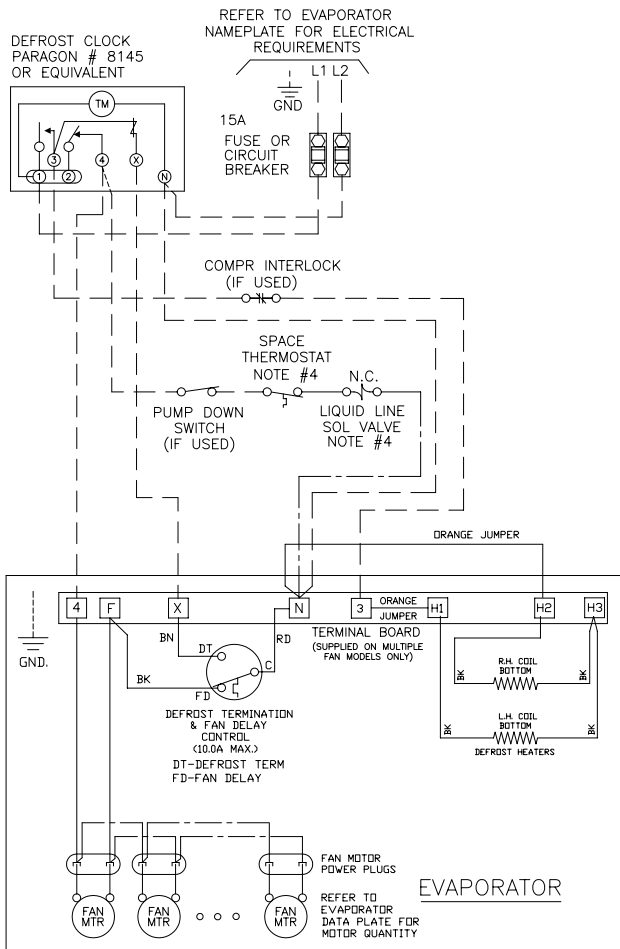 REFER TO EVAPORATOR
NAMEPLATE FOR ELECTRICAL
REQUIREMENTS
DEFROST CLOCK
PARAGON # 8145
OR EQUIVALENT
L1 L2
GND
TM
15A
FUSE OR
CIRCUIT
BREAKER
3
4
X
1
2
N
COMPR INTERLOCK
(IF USED)
SPACE
THERMOSTAT
NOTE #4
N.C.
PUMP DOWN
SWITCH
(IF USED)
LIQUID LINE
SOL VALVE
NOTE #4
ORANGE JUMPER
4
F
X
N
3
ORANGE
JUMPER
H1
H2
H3
GND.
BN
RD
TERMINAL BOARD
(SUPPLIED ON MULTIPLE
FAN MODELS ONLY)
DT
C
BK
FD
BK
R.H. COIL
BOTTOM
BK
BK
L.H. COIL
BOTTOM
BK
DEFROST HEATERS
DEFROST TERMINATION
& FAN DELAY
CONTROL
(10.0A MAX.)
DT-DEFROST TERM
FD-FAN DELAY
FAN MOTOR
POWER PLUGS
EVAPORATOR
FAN
MTR
FAN
MTR
FAN
MTR
REFER TO
EVAPORATOR
DATA PLATE FOR
MOTOR QUANTITY